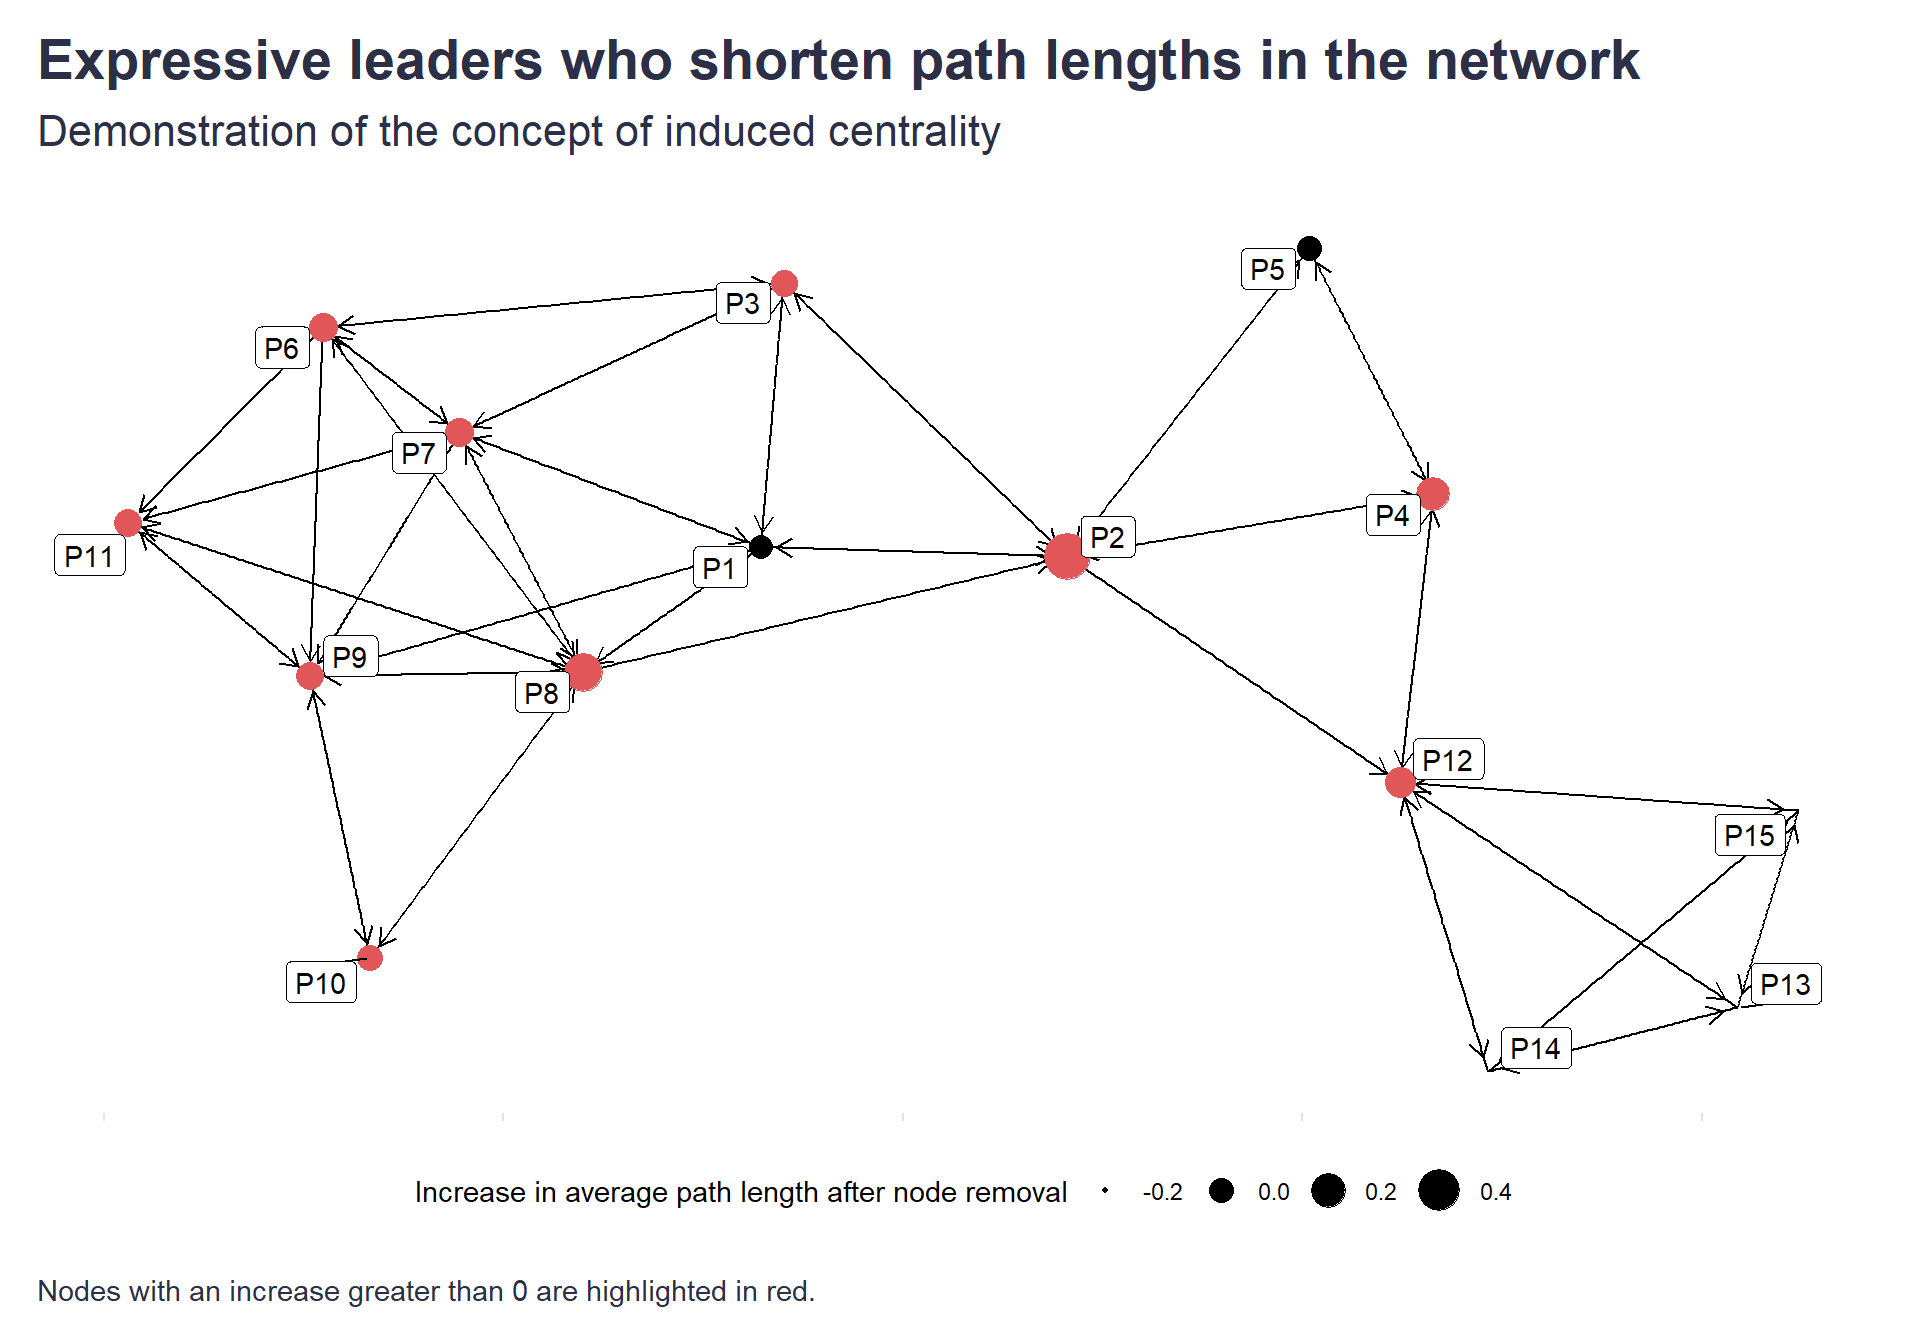 Expressive leaders who shorten path lengths in the network
Demonstration of the concept of induced centrality
P5
P3
P6
P7
P4
P2
P11
P1
P9
P8
P12
P15
P10
P13
P14
Increase in average path length after node removal -0.2 0.0 0.2 0.4
Nodes with an increase greater than 0 are highlighted in red.